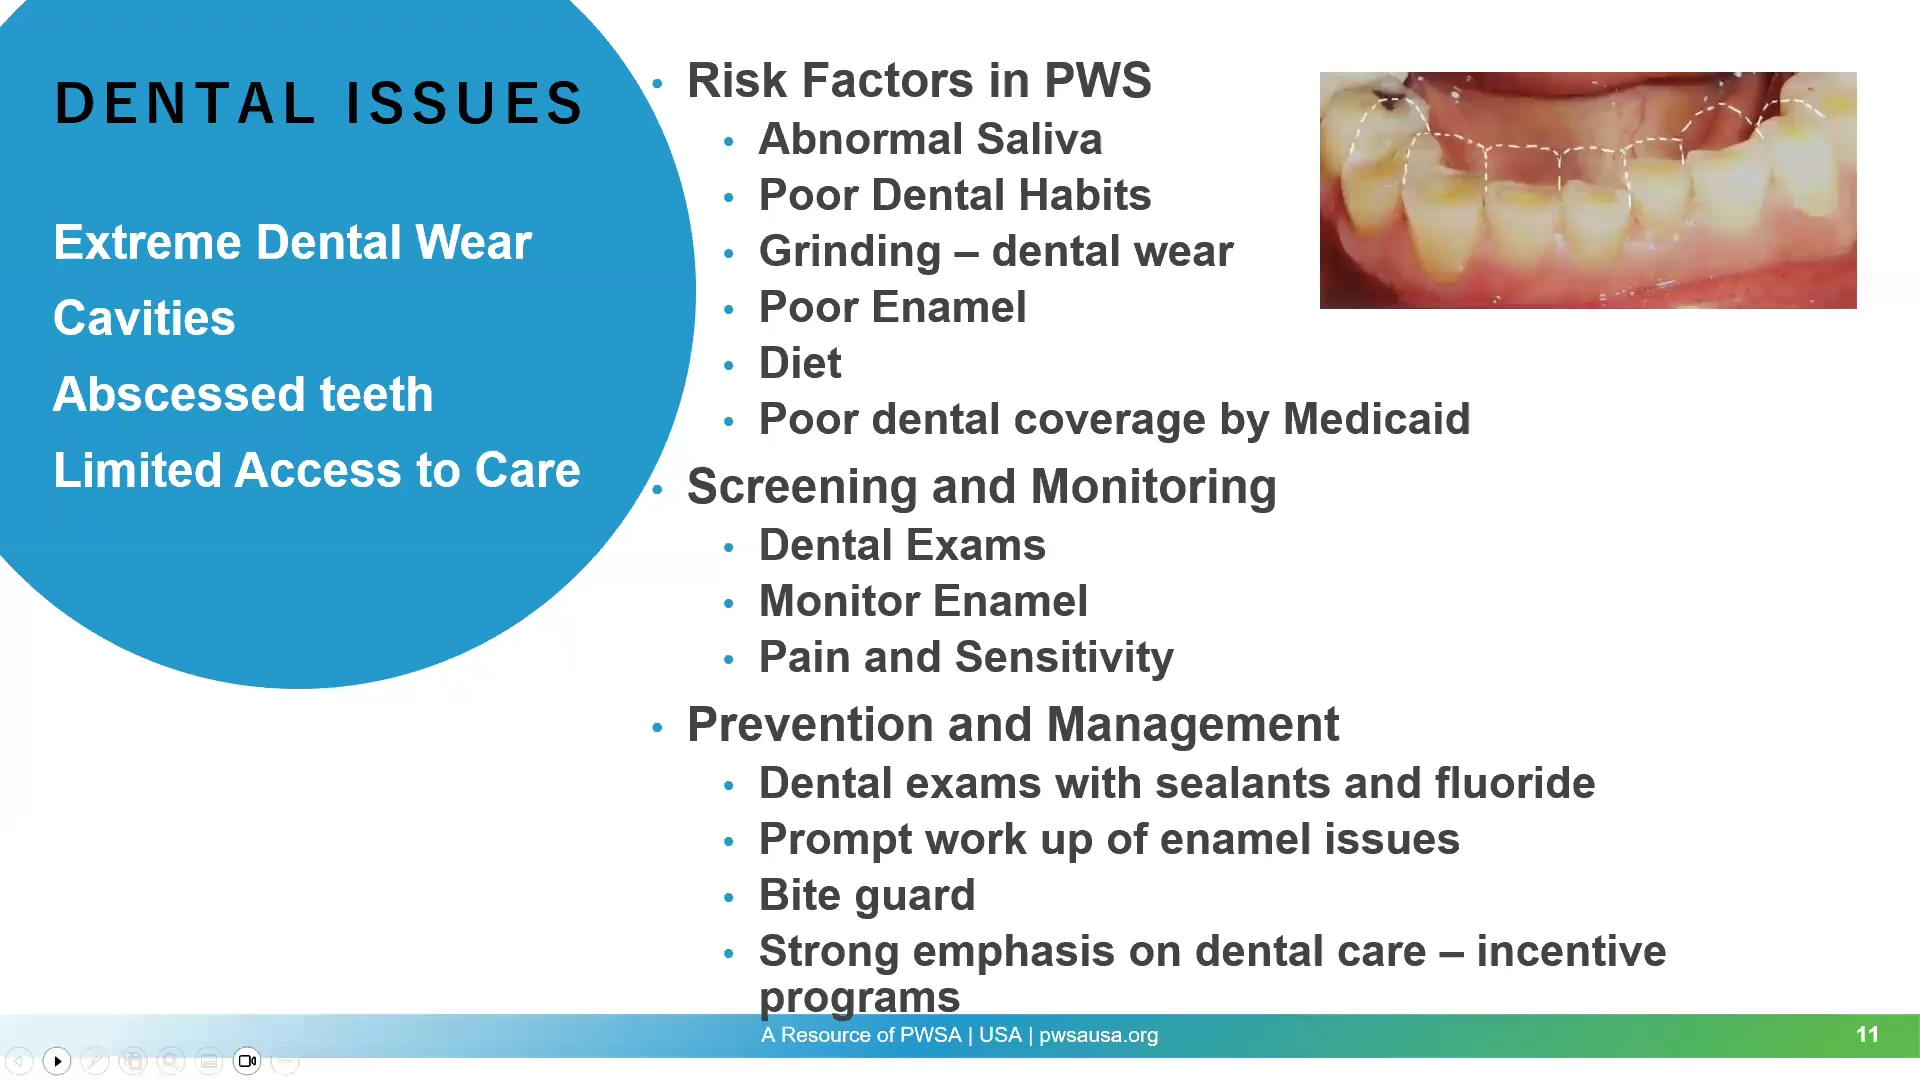 DENTAL ISSUES
Extreme Dental Wear
Cavities
Abscessed teeth
Limited Access to Care
• Risk Factors in PWS
• Abnormal Saliva
• Poor Dental Habits
• Grinding – dental wear
• Poor Enamel
• Diet
• Poor dental coverage by Medicaid
• Screening and Monitoring
• Dental Exams
• Monitor Enamel
• Pain and Sensitivity
• Prevention and Management
• Dental exams with sealants and fluoride
• Prompt work up of enamel issues
• Bite guard
• Strong emphasis on dental care – incentive
programs
A Resource of PWSA | USA | pwsausa.org
11